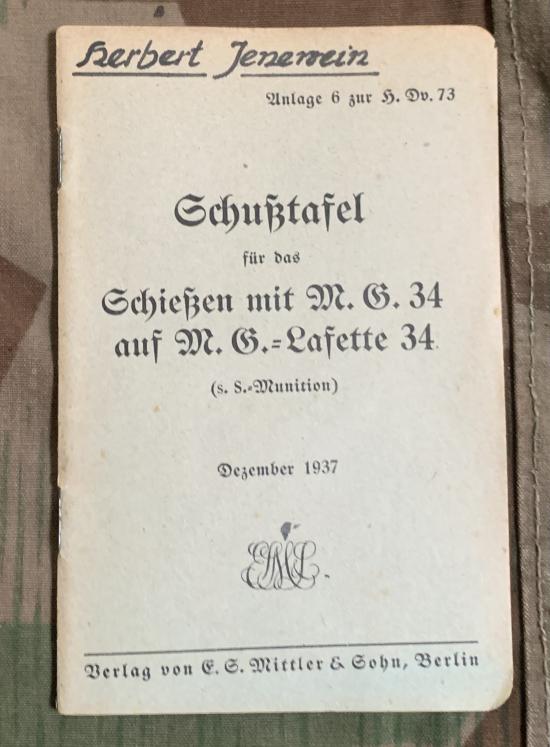 Herbert Jenewein
Anlage 6 zur H. Dv. 73
Schußtafel
für das
Schießen mit M. G. 34
auf M. G.=Lafette 34.
(s. S.=Munition)
Dezember 1937
Verlag von E. S. Mittler & Sohn, Berlin